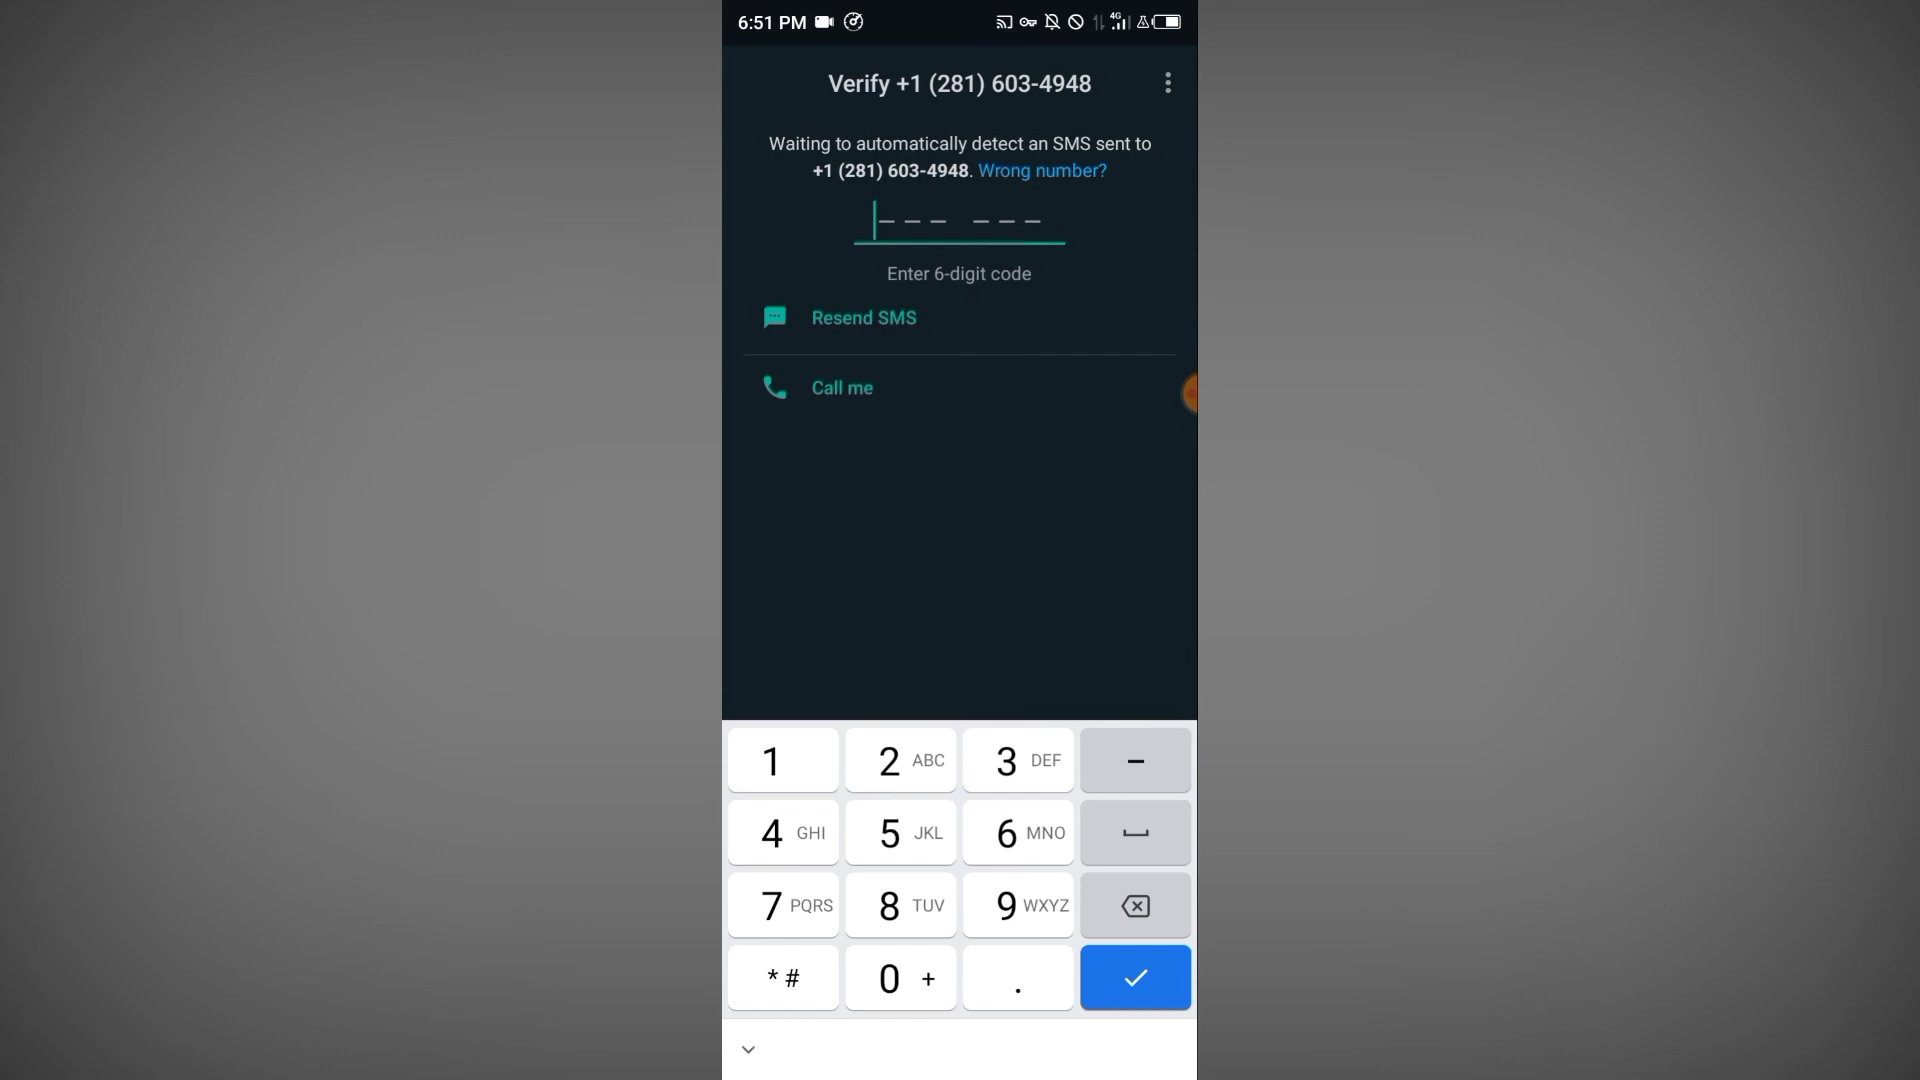 6:51 PM
4G
Verify +1 (281) 603-4948
Waiting to automatically detect an SMS sent to
+1 (281) 603-4948. Wrong number?
Enter 6-digit code
Resend SMS
Call me
1 2 ABC 3 DEF –
4 GHI 5 JKL 6 MNO
7 PQRS 8 TUV 9 WXYZ
* # 0 + .